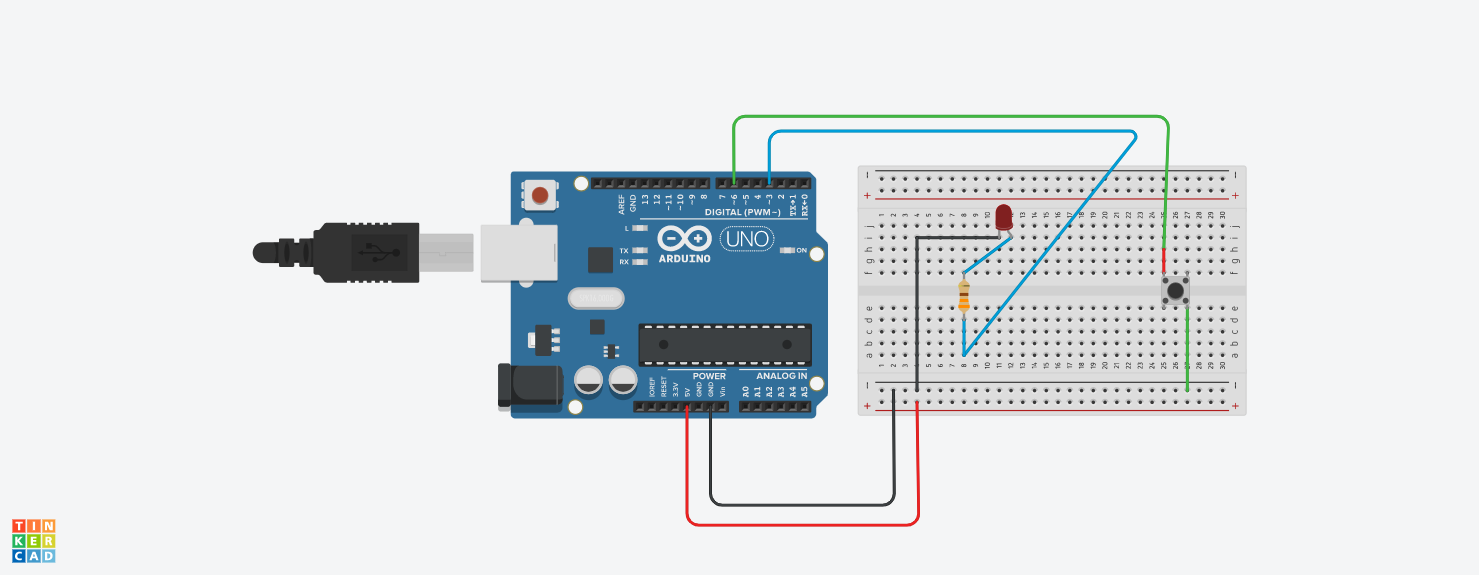 AREF
GND
13
12
~11
~10
~9
8
7
~6
~5
4
~3
2
TX→1
RX←0
DIGITAL (PWM~)
L
TX
RX
ARDUINO
UNO
ON
POWER
ANALOG IN
IOREF
RESET
3.3V
5V
GND
GND
Vin
A0
A1
A2
A3
A4
A5
− −
+ +
1 2 3 4 5 6 7 8 9 10 11 12 13 14 15 16 17 18 19 20 21 22 23 24 25 26 27 28 29 30
j j
i i
h h
g g
f f
e e
d d
c c
b b
a a
1 2 3 4 5 6 7 8 9 10 11 12 13 14 15 16 17 18 19 20 21 22 23 24 25 26 27 28 29 30
− −
+ +
TIN
KER
CAD